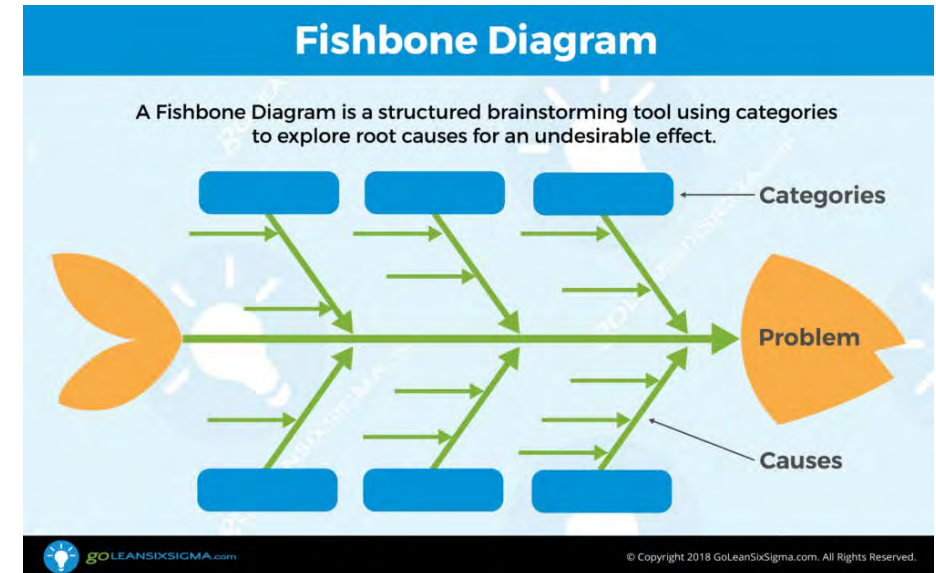 Fishbone Diagram
A Fishbone Diagram is a structured brainstorming tool using categories
to explore root causes for an undesirable effect.
Categories
Problem
Causes
goLEANSIXSIGMA.com
© Copyright 2018 GoLeanSixSigma.com. All Rights Reserved.